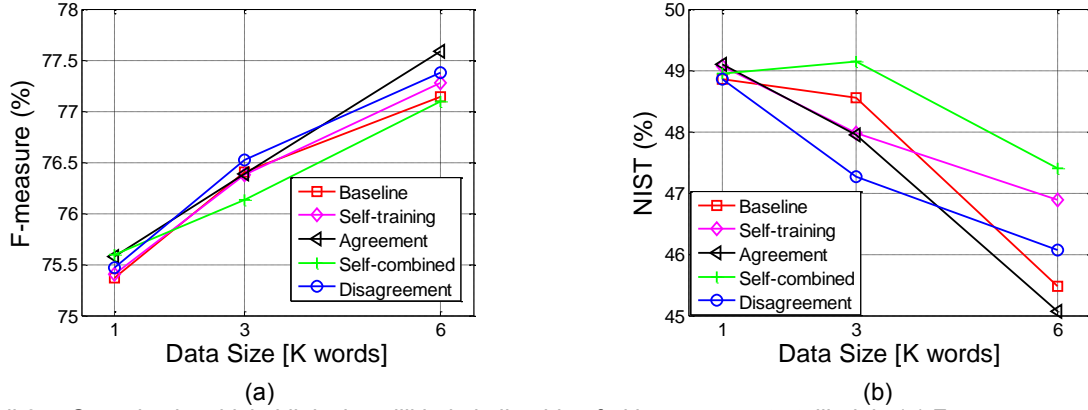 78
77.5
77
76.5
76
75.5
75
F-measure (%)
Baseline
Self-training
Agreement
Self-combined
Disagreement
1
3
6
Data Size [K words]
(a)
50
49
48
47
46
45
NIST (%)
Baseline
Self-training
Agreement
Self-combined
Disagreement
1
3
6
Data Size [K words]
(b)